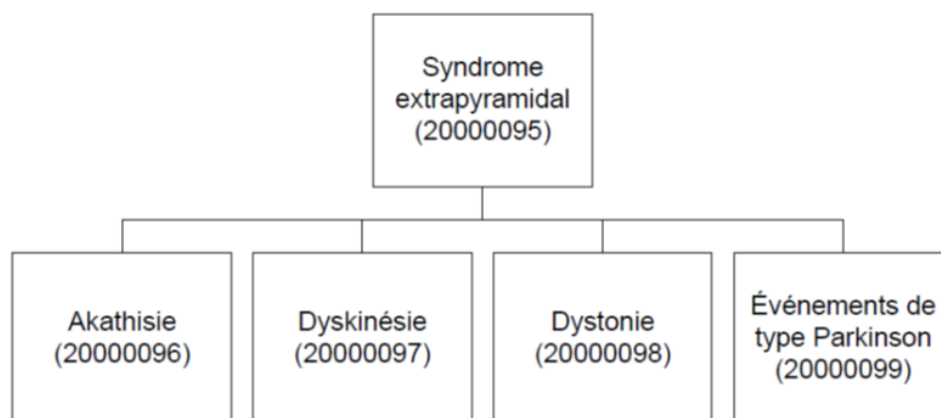 Syndrome
extrapyramidal
(20000095)
Akathisie
(20000096)
Dyskinésie
(20000097)
Dystonie
(20000098)
Événements de
type Parkinson
(20000099)